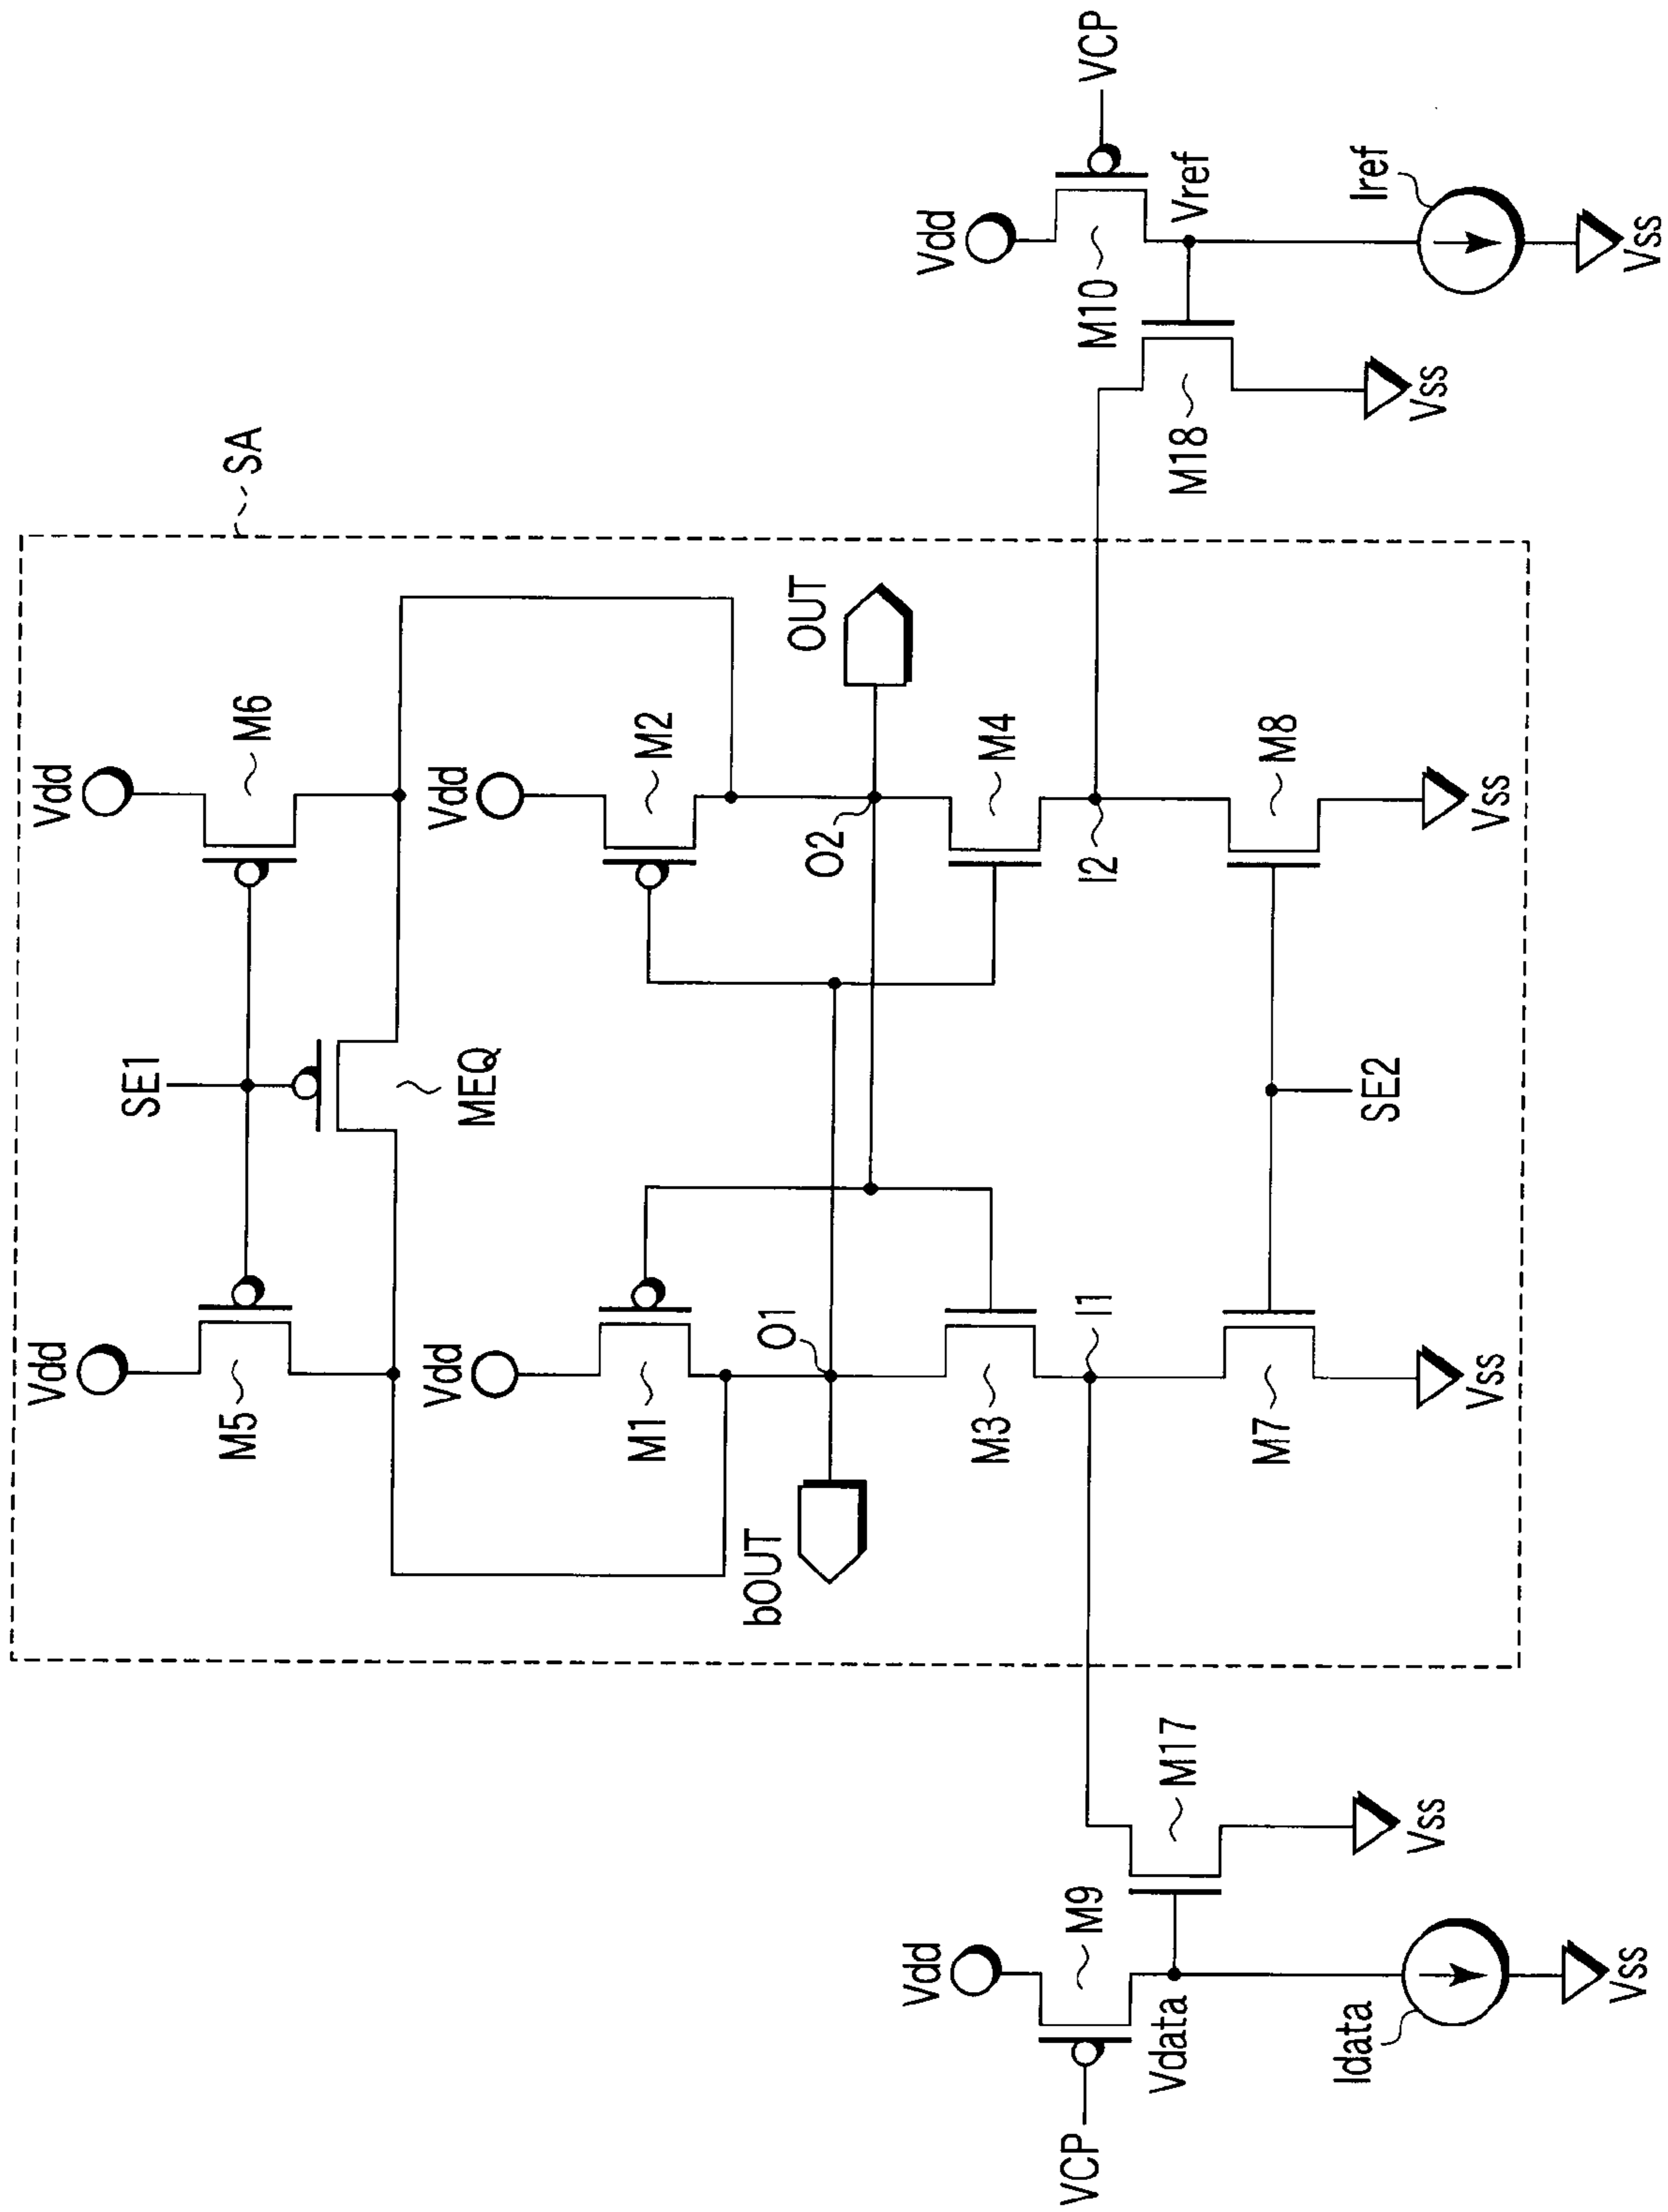 SA
Vdd
M5
SE1
Vdd
M6
MEQ
Vdd
M1
Vdd
M2
bOUT
O1
O2
OUT
M3
M4
I1
I2
M7
SE2
M8
Vss
Vss
VCP
Vdd
M9
Vdata
M17
Idata
Vss
Vss
Vdd
VCP
M10
Vref
M18
Iref
Vss
Vss